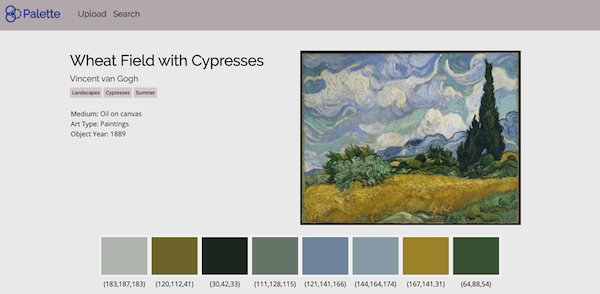 Palette Upload Search
Wheat Field with Cypresses
Vincent van Gogh
Landscapes Cypresses Summer
Medium: Oil on canvas
Art Type: Paintings
Object Year: 1889
(183,187,183) (120,112,41) (30,42,33) (111,128,115) (121,141,166) (144,164,174) (167,141,31) (64,88,54)